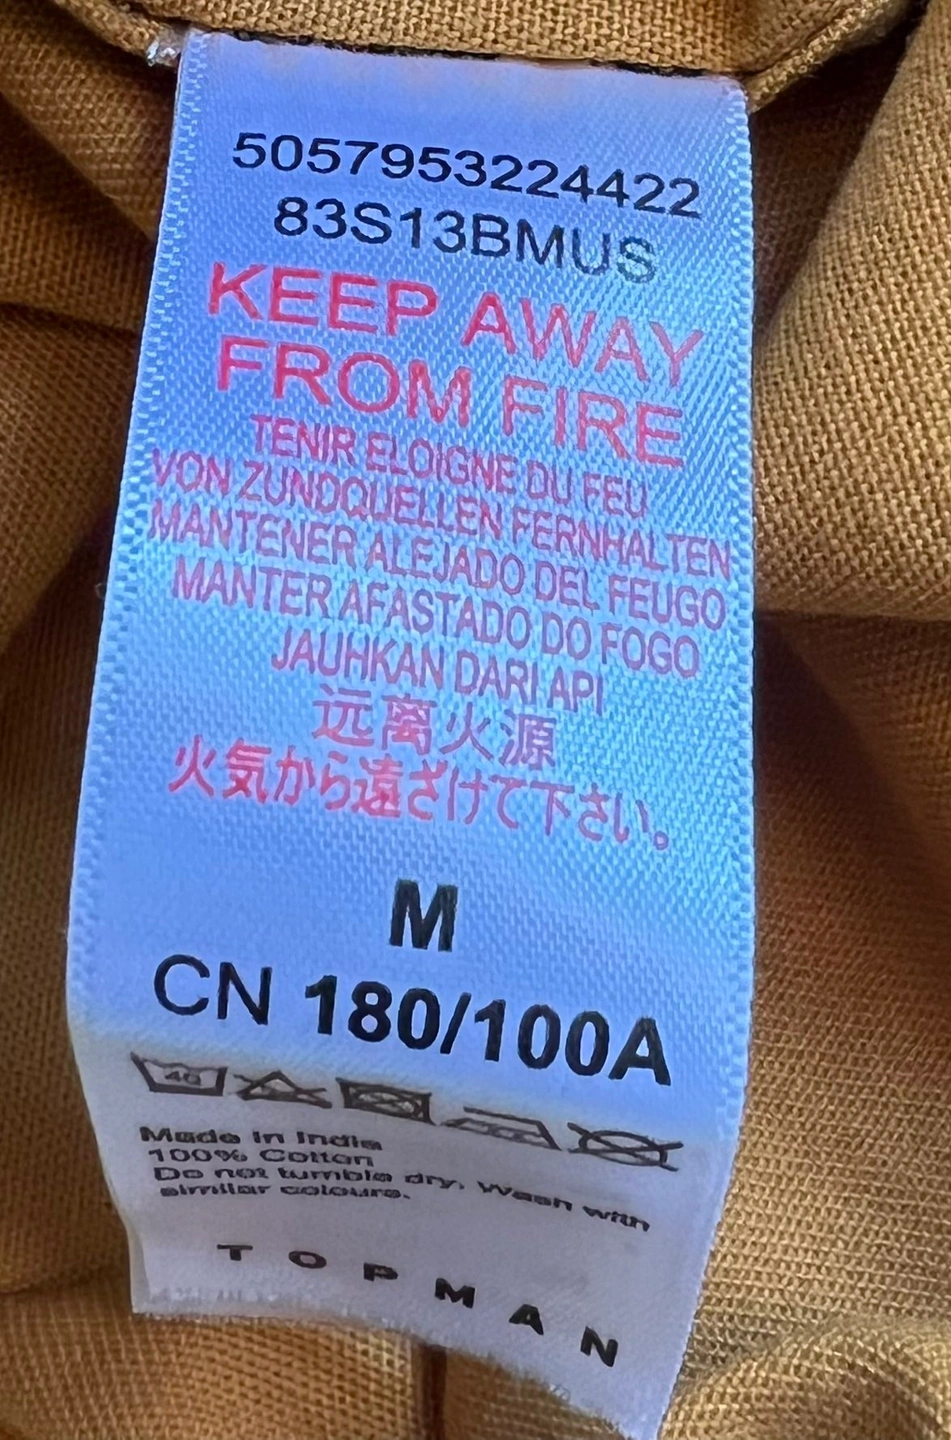 5057953224422
83S13BMUS
KEEP AWAY
FROM FIRE
TENIR ELOIGNE DU FEU
VON ZUNDQUELLEN FERNHALTEN
MANTENER ALEJADO DEL FEUGO
MANTER AFASTADO DO FOGO
JAUHKAN DARI API
远离火源
火気から遠ざけて下さい。
M
CN 180/100A
40
Made in India
100% Cotton
Do not tumble dry. Wash with
similar colours.
TOPMAN